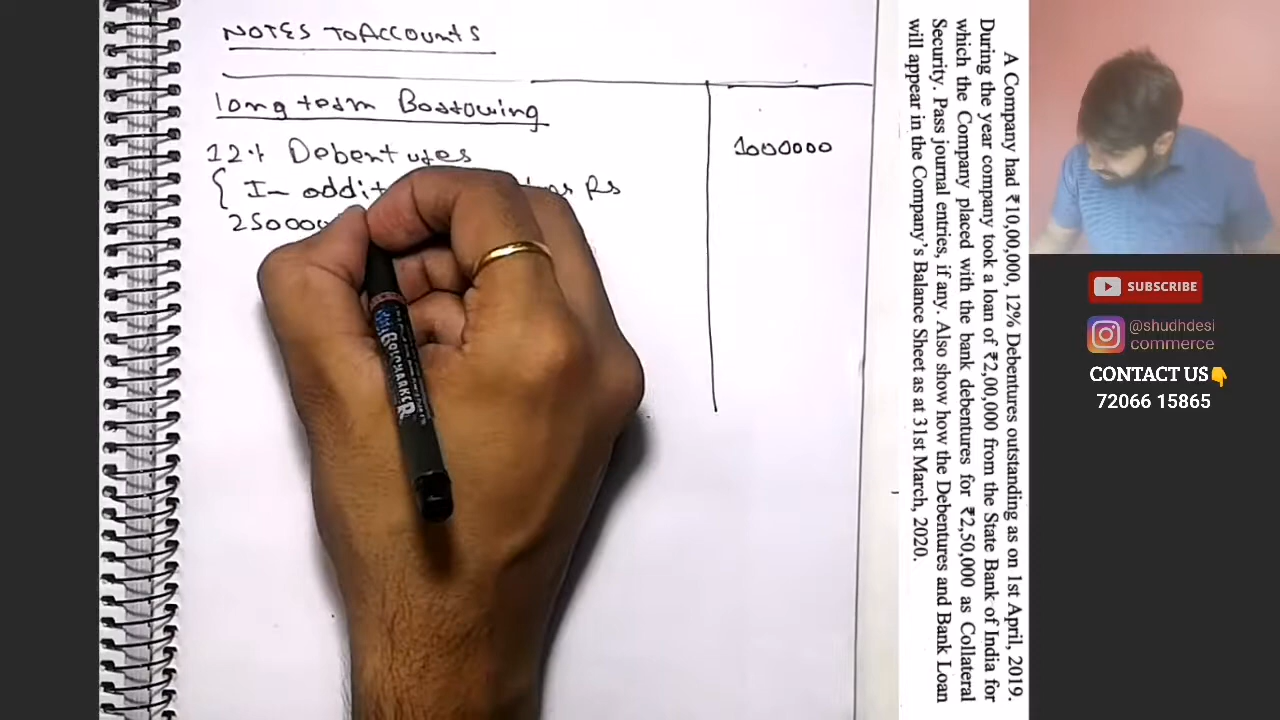 NOTES To Accounts
long term Borrowing
12% Debentures 1000000
{ In addit Rs
250000
A Company had ₹10,00,000, 12% Debentures outstanding as on 1st April, 2019.
During the year company took a loan of ₹2,00,000 from the State Bank of India for
which the Company placed with the bank debentures for ₹2,50,000 as Collateral
Security. Pass journal entries, if any. Also show how the Debentures and Bank Loan
will appear in the Company's Balance Sheet as at 31st March, 2020.
SUBSCRIBE
@shudhdesi
commerce
CONTACT US👇
72066 15865